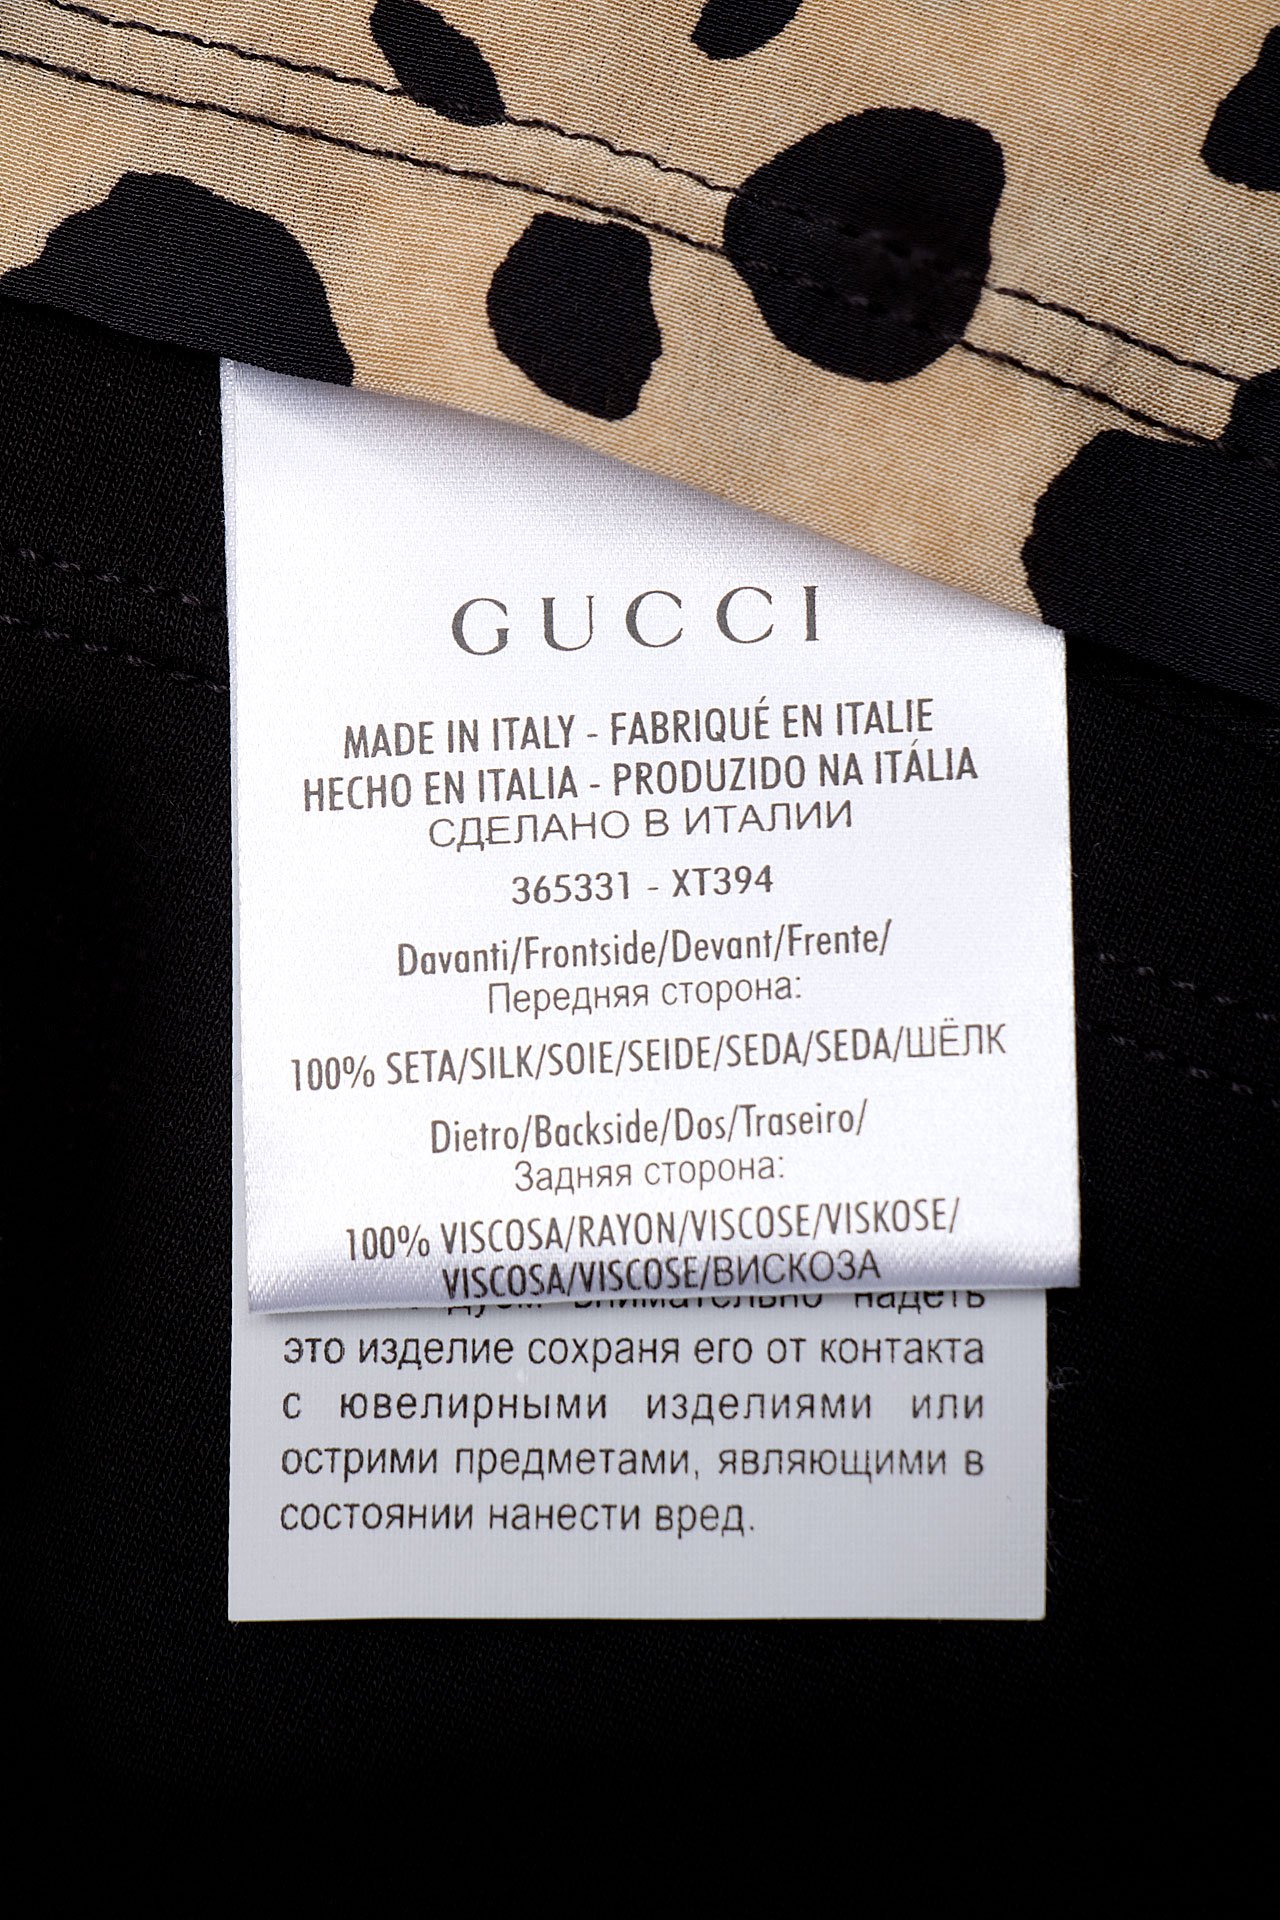 GUCCI
MADE IN ITALY - FABRIQUÉ EN ITALIE
HECHO EN ITALIA - PRODUZIDO NA ITÁLIA
СДЕЛАНО В ИТАЛИИ
365331 - XT394
Davanti/Frontside/Devant/Frente/
Передняя сторона:
100% SETA/SILK/SOIE/SEIDE/SEDA/SEDA/ШЁЛК
Dietro/Backside/Dos/Traseiro/
Задняя сторона:
100% VISCOSA/RAYON/VISCOSE/VISKOSE/
VISCOSA/VISCOSE/ВИСКОЗА
внимательно надеть
это изделие сохраня его от контакта
с ювелирными изделиями или
острими предметами, являющими в
состоянии нанести вред.